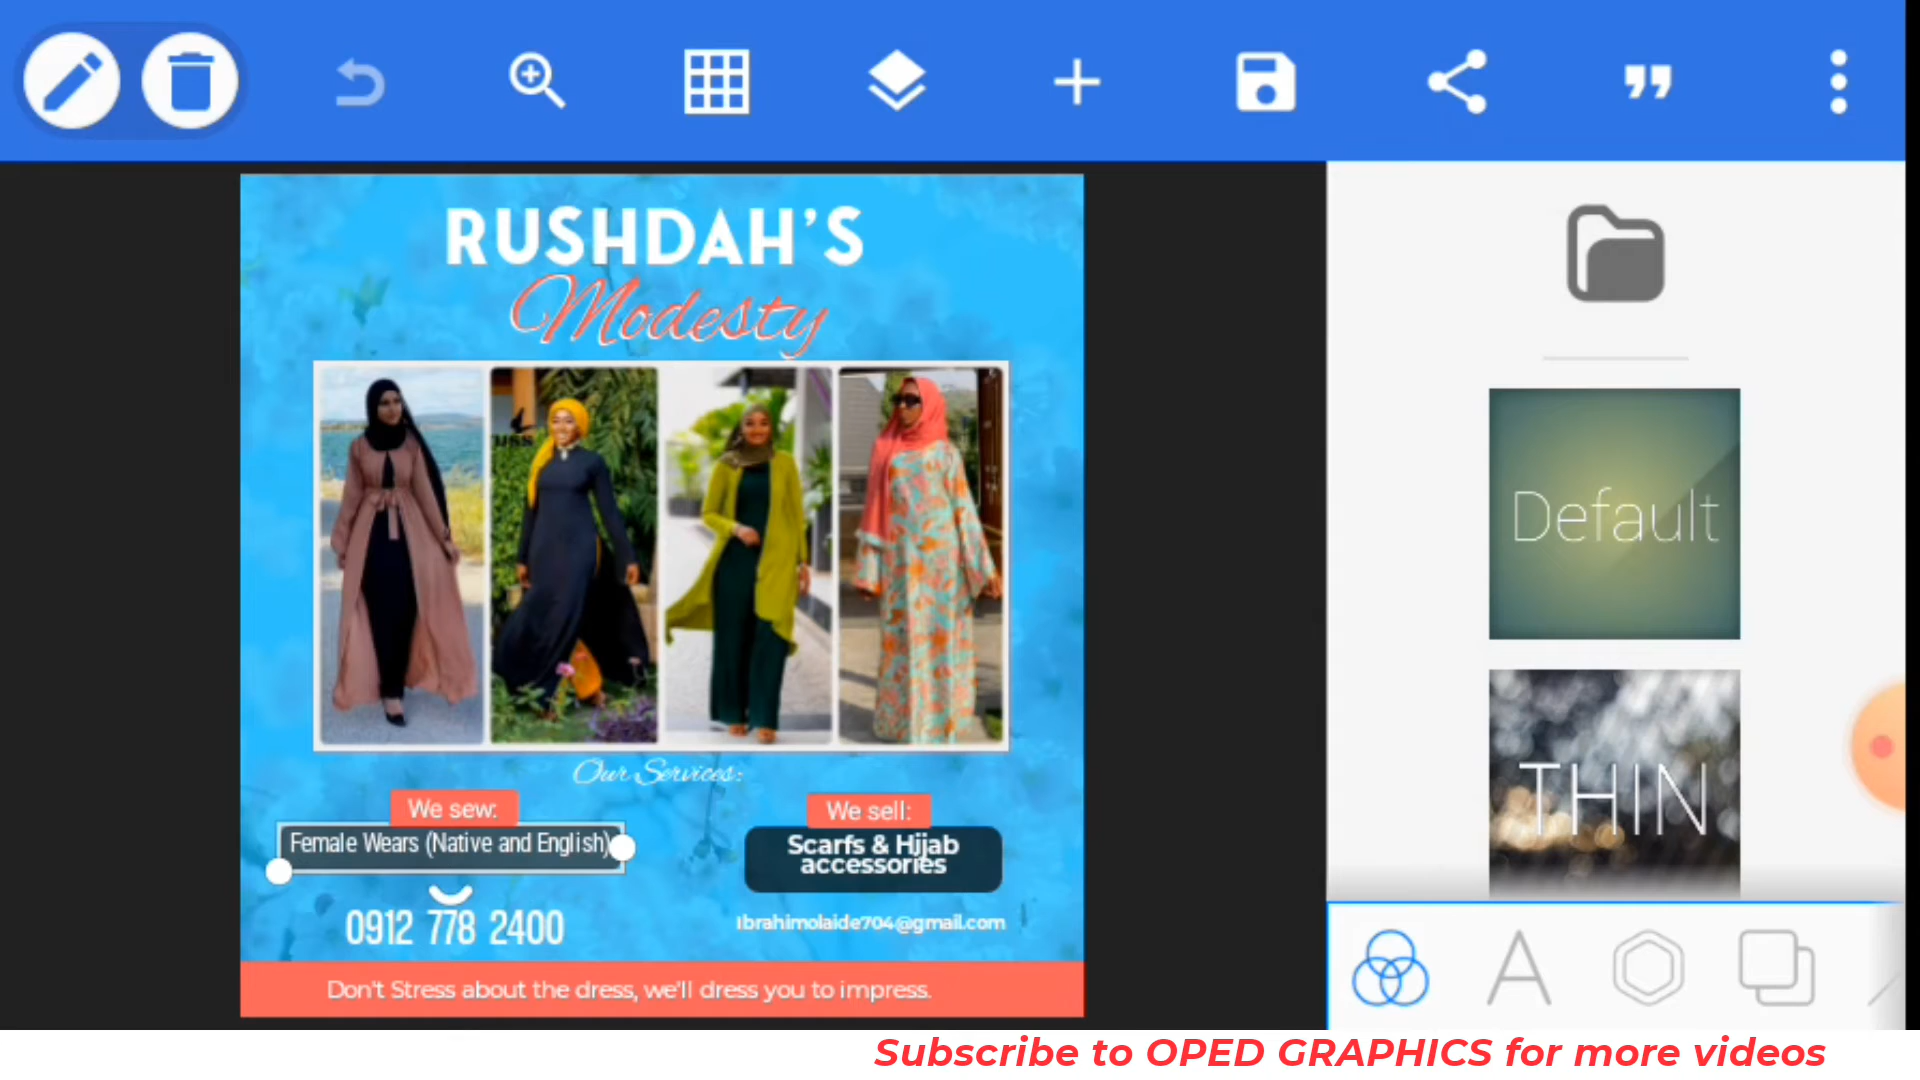 RUSHDAH'S
Modesty
USS
Our Services:
We sew:
We sell:
Female Wears (Native and English)
Scarfs & Hijab
accessories
0912 778 2400
Ibrahimolaide704@gmail.com
Don't Stress about the dress, we'll dress you to impress.
Default
THIN
Subscribe to OPED GRAPHICS for more videos